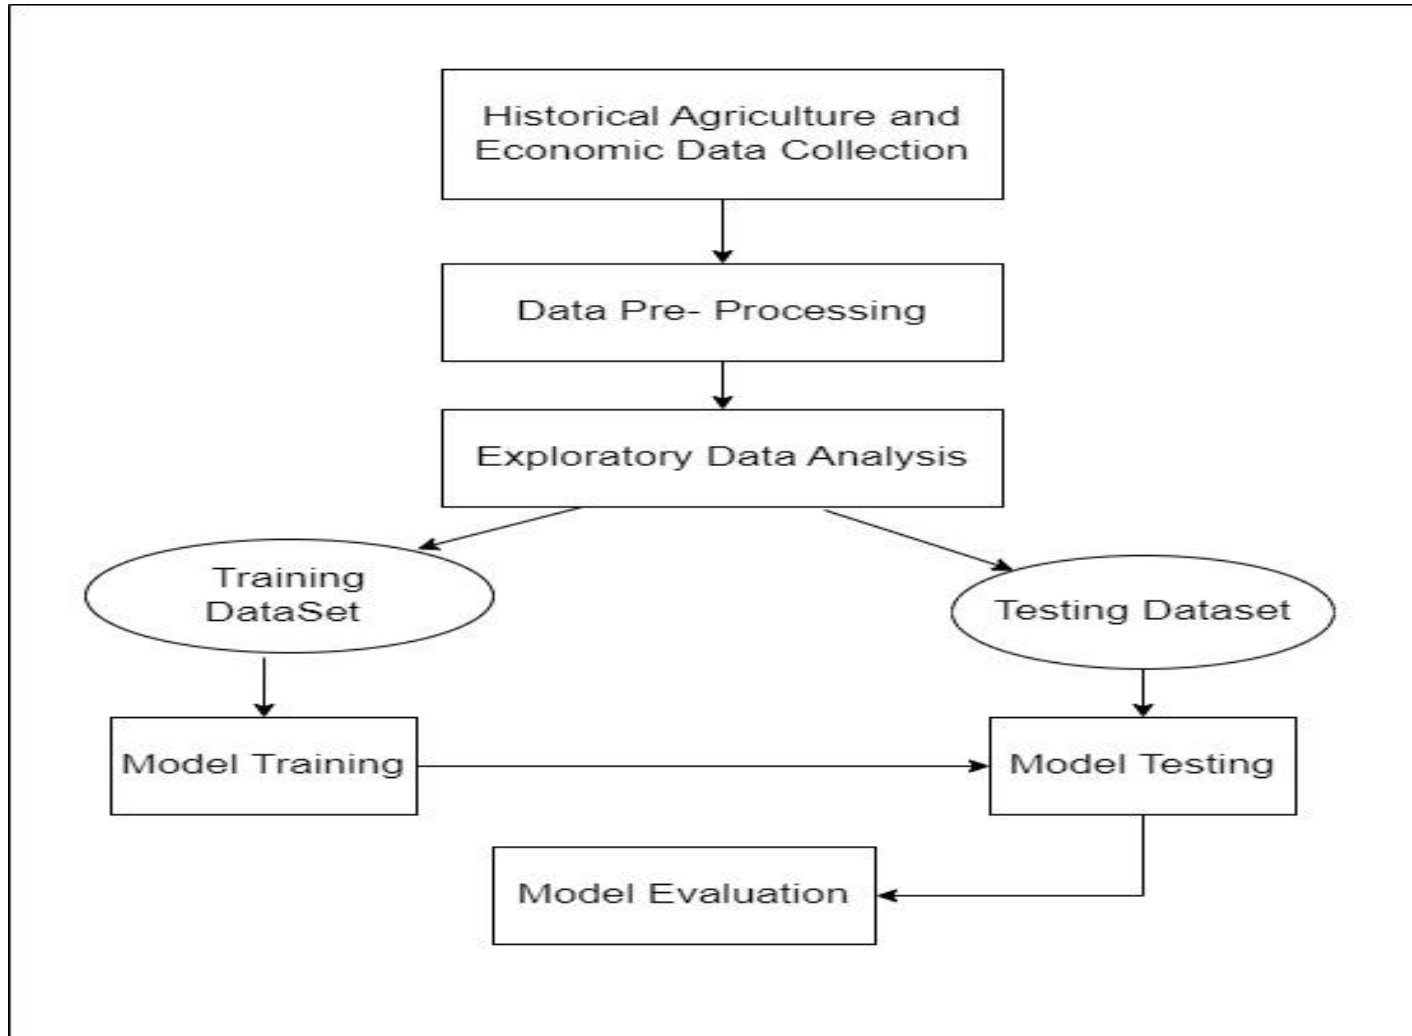 Historical Agriculture and
Economic Data Collection
Data Pre- Processing
Exploratory Data Analysis
Training
DataSet
Testing Dataset
Model Training
Model Testing
Model Evaluation